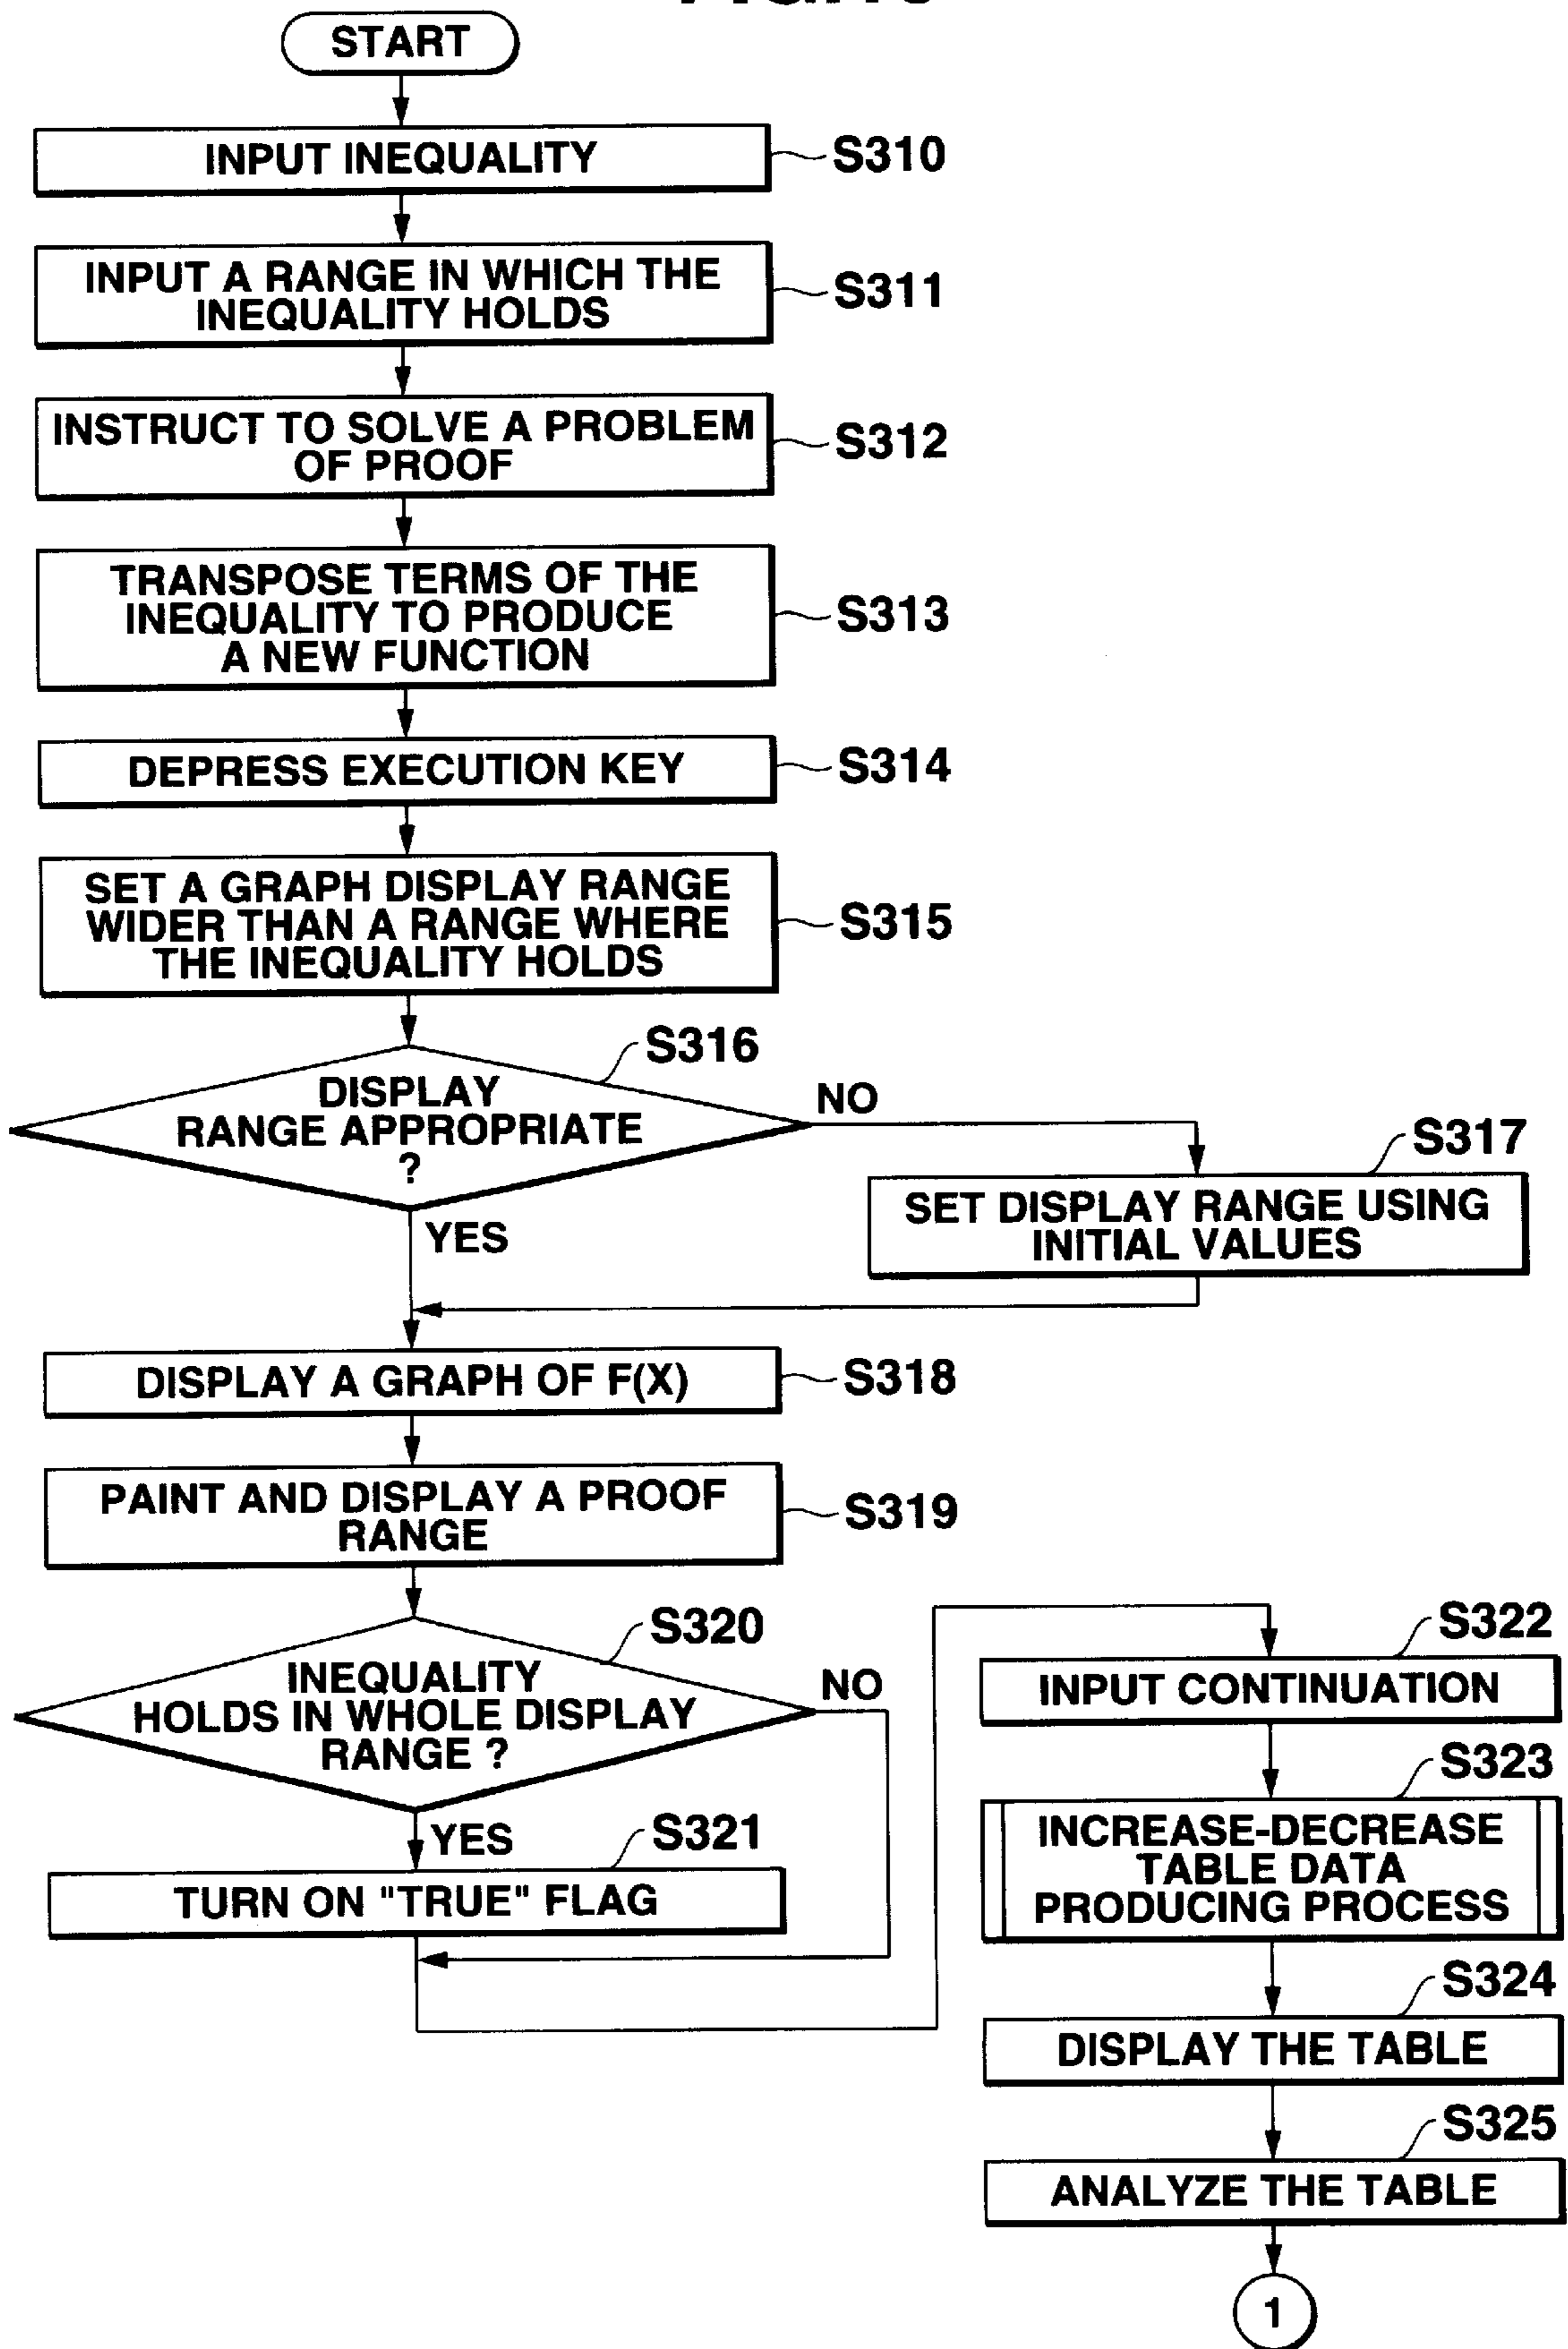 START
INPUT INEQUALITY
S310
INPUT A RANGE IN WHICH THE
INEQUALITY HOLDS
S311
INSTRUCT TO SOLVE A PROBLEM
OF PROOF
S312
TRANSPOSE TERMS OF THE
INEQUALITY TO PRODUCE
A NEW FUNCTION
S313
DEPRESS EXECUTION KEY
S314
SET A GRAPH DISPLAY RANGE
WIDER THAN A RANGE WHERE
THE INEQUALITY HOLDS
S315
S316
DISPLAY
RANGE APPROPRIATE
?
NO
YES
S317
SET DISPLAY RANGE USING
INITIAL VALUES
DISPLAY A GRAPH OF F(X)
S318
PAINT AND DISPLAY A PROOF
RANGE
S319
S320
INEQUALITY
HOLDS IN WHOLE DISPLAY
RANGE ?
NO
YES
S321
TURN ON "TRUE" FLAG
S322
INPUT CONTINUATION
S323
INCREASE-DECREASE
TABLE DATA
PRODUCING PROCESS
S324
DISPLAY THE TABLE
S325
ANALYZE THE TABLE
1